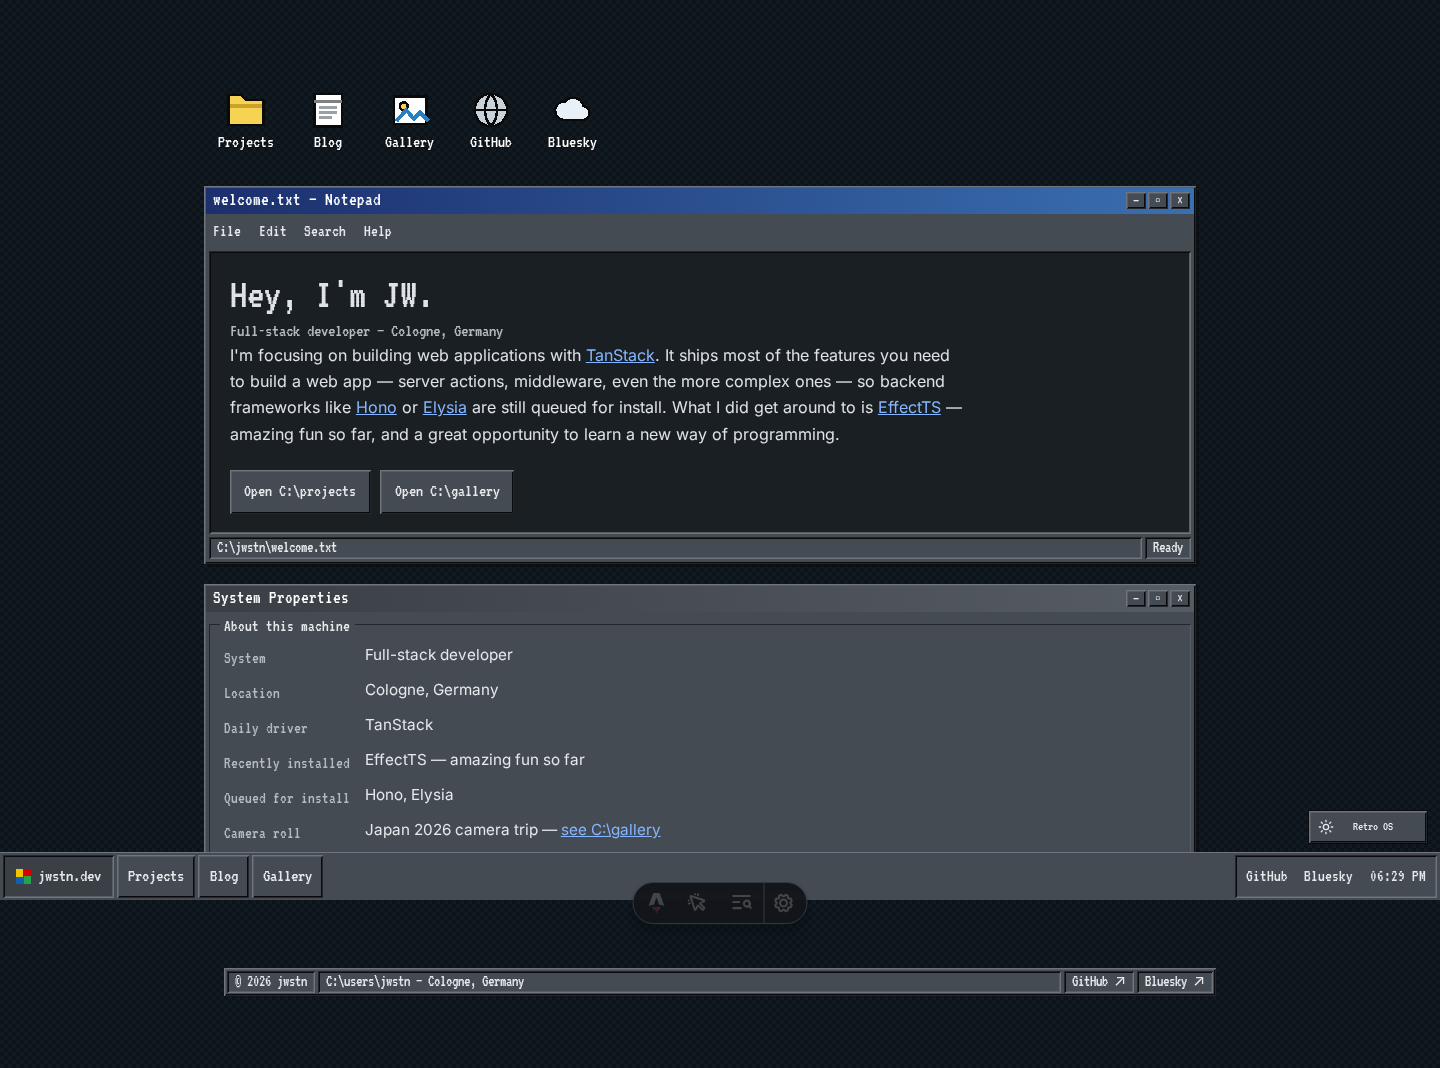 Projects
Blog
Gallery
GitHub
Bluesky
welcome.txt — Notepad
File Edit Search Help
Hey, I'm JW.
Full-stack developer — Cologne, Germany
I'm focusing on building web applications with TanStack. It ships most of the features you need
to build a web app — server actions, middleware, even the more complex ones — so backend
frameworks like Hono or Elysia are still queued for install. What I did get around to is EffectTS —
amazing fun so far, and a great opportunity to learn a new way of programming.
Open C:\projects
Open C:\gallery
C:\jwstn\welcome.txt
Ready
System Properties
About this machine
System Full-stack developer
Location Cologne, Germany
Daily driver TanStack
Recently installed EffectTS — amazing fun so far
Queued for install Hono, Elysia
Camera roll Japan 2026 camera trip — see C:\gallery
Retro OS
jwstn.dev
Projects
Blog
Gallery
GitHub Bluesky 06:29 PM
© 2026 jwstn
C:\users\jwstn — Cologne, Germany
GitHub ↗
Bluesky ↗